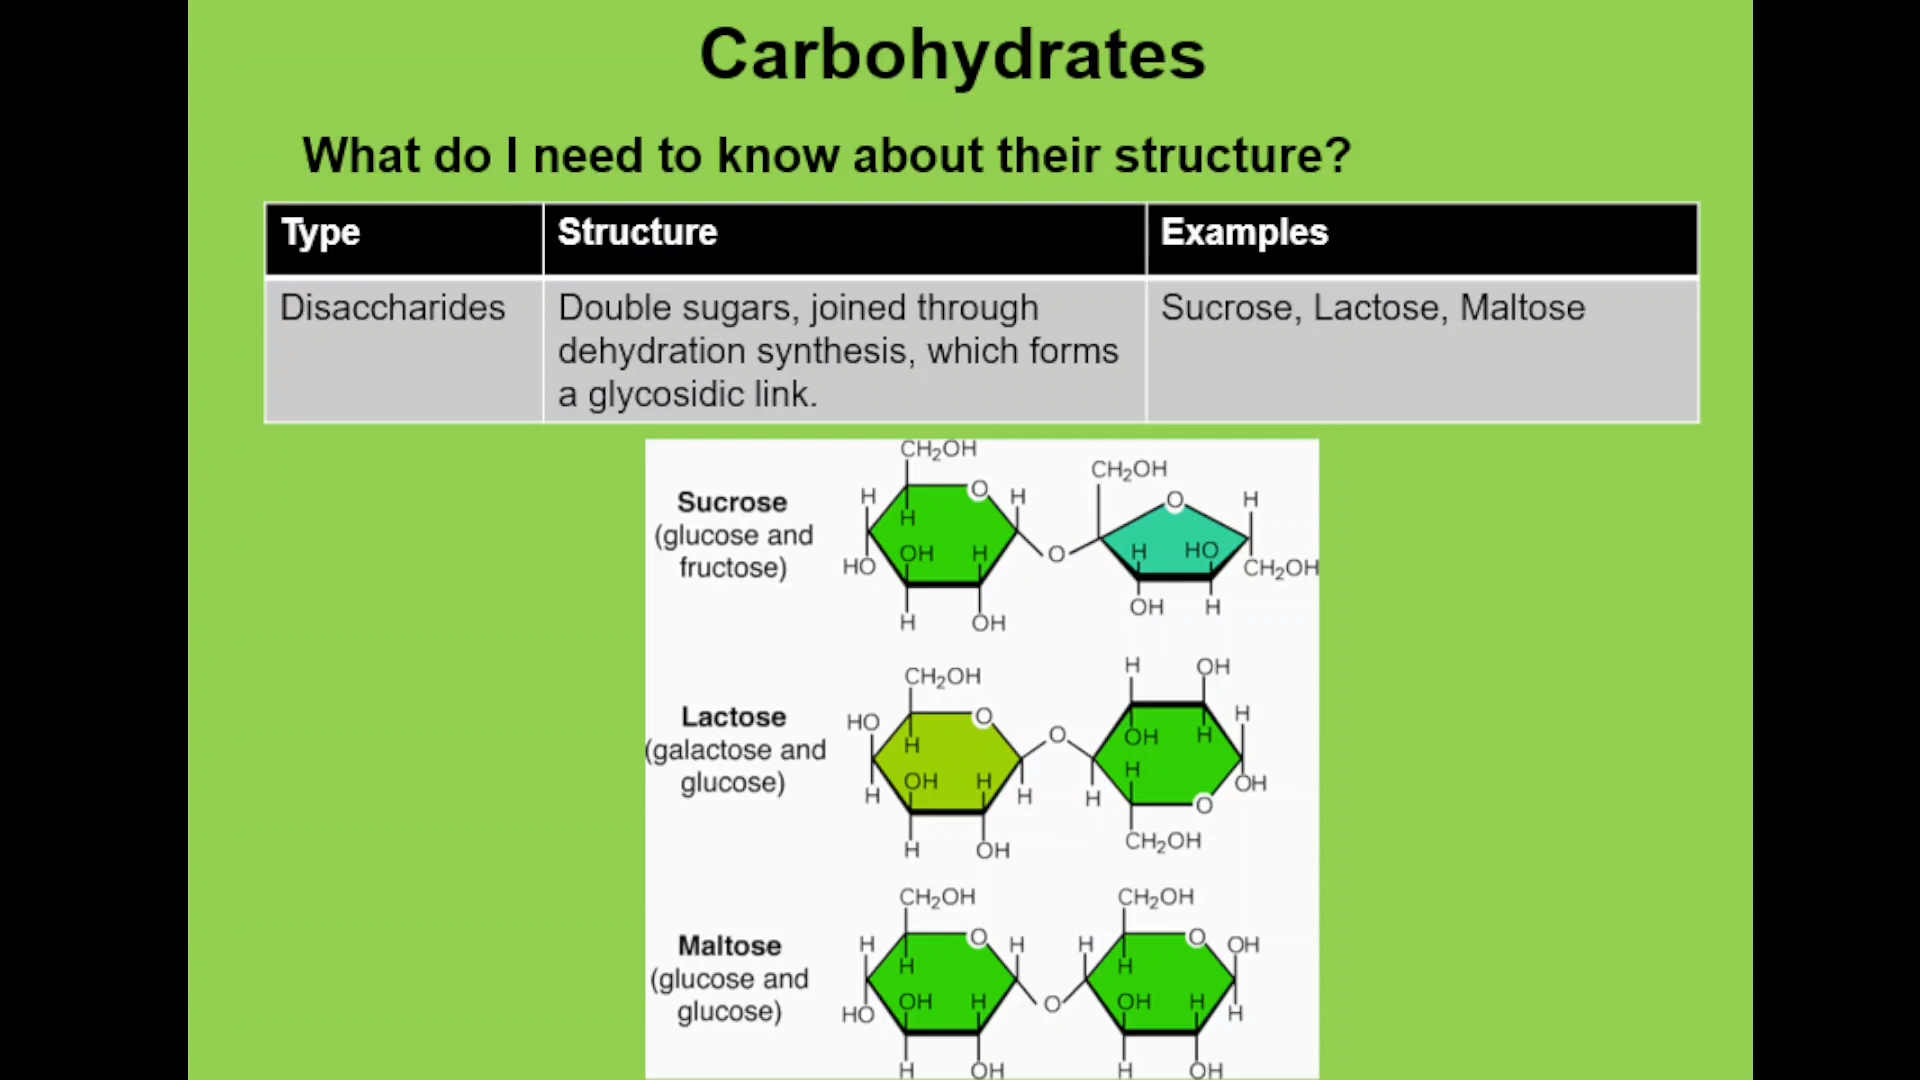 Carbohydrates
What do I need to know about their structure?
Type Structure Examples
Disaccharides Double sugars, joined through Sucrose, Lactose, Maltose
dehydration synthesis, which forms
a glycosidic link.
CH₂OH
CH₂OH
Sucrose H O H O H
(glucose and H
fructose) HO OH H O H HO CH₂OH
OH H
H OH
H OH
CH₂OH
Lactose HO O O H
(galactose and H OH H
glucose) H OH H H H H O OH
CH₂OH
H OH
CH₂OH CH₂OH
Maltose H O H H O OH
(glucose and H H
glucose) HO OH H O OH H H
H OH H OH